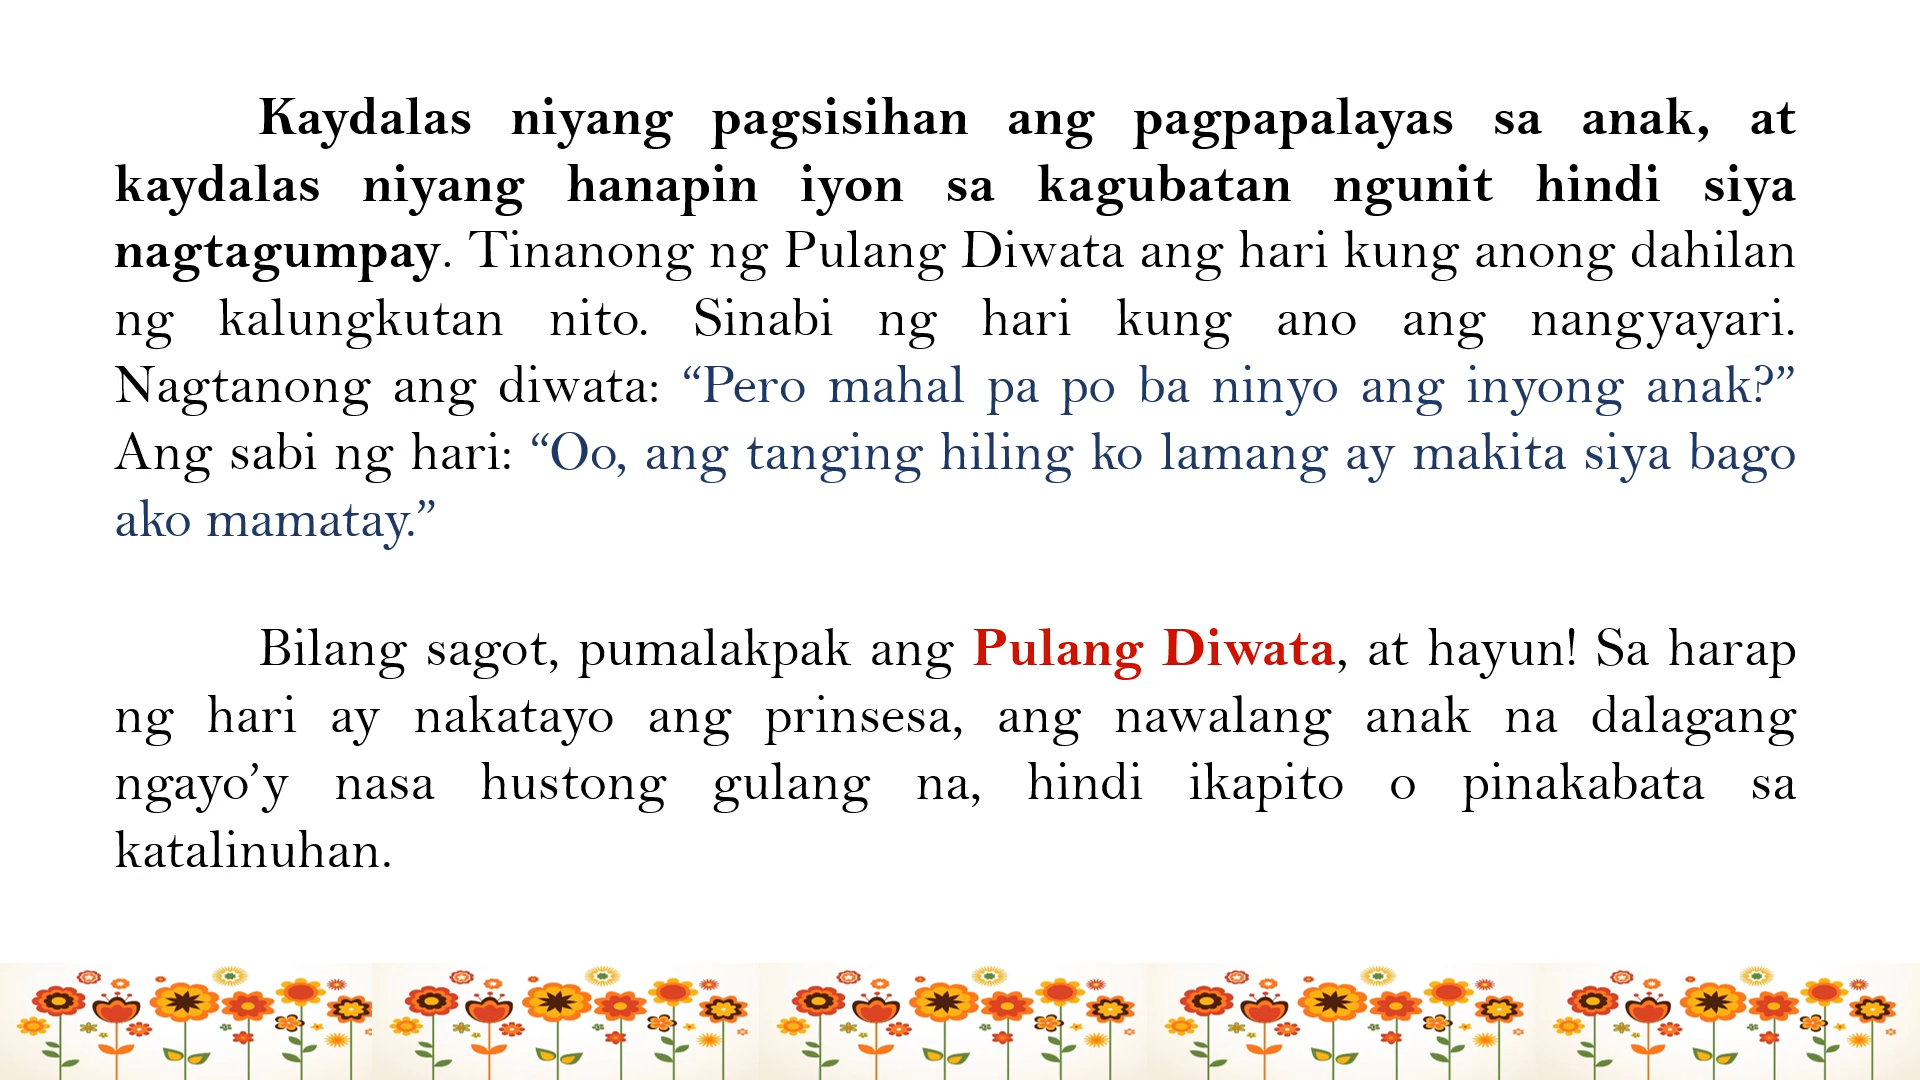 Kaydalas niyang pagsisihan ang pagpapalayas sa anak, at
kaydalas niyang hanapin iyon sa kagubatan ngunit hindi siya
nagtagumpay. Tinanong ng Pulang Diwata ang hari kung anong dahilan
ng kalungkutan nito. Sinabi ng hari kung ano ang nangyayari.
Nagtanong ang diwata: “Pero mahal pa po ba ninyo ang inyong anak?”
Ang sabi ng hari: “Oo, ang tanging hiling ko lamang ay makita siya bago
ako mamatay.”
Bilang sagot, pumalakpak ang Pulang Diwata, at hayun! Sa harap
ng hari ay nakatayo ang prinsesa, ang nawalang anak na dalagang
ngayo’y nasa hustong gulang na, hindi ikapito o pinakabata sa
katalinuhan.